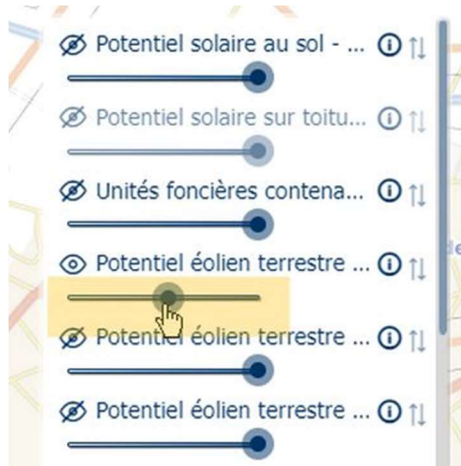 Potentiel solaire au sol - ...
Potentiel solaire sur toitu...
Unités foncières contena...
Potentiel éolien terrestre ...
Potentiel éolien terrestre ...
Potentiel éolien terrestre ...